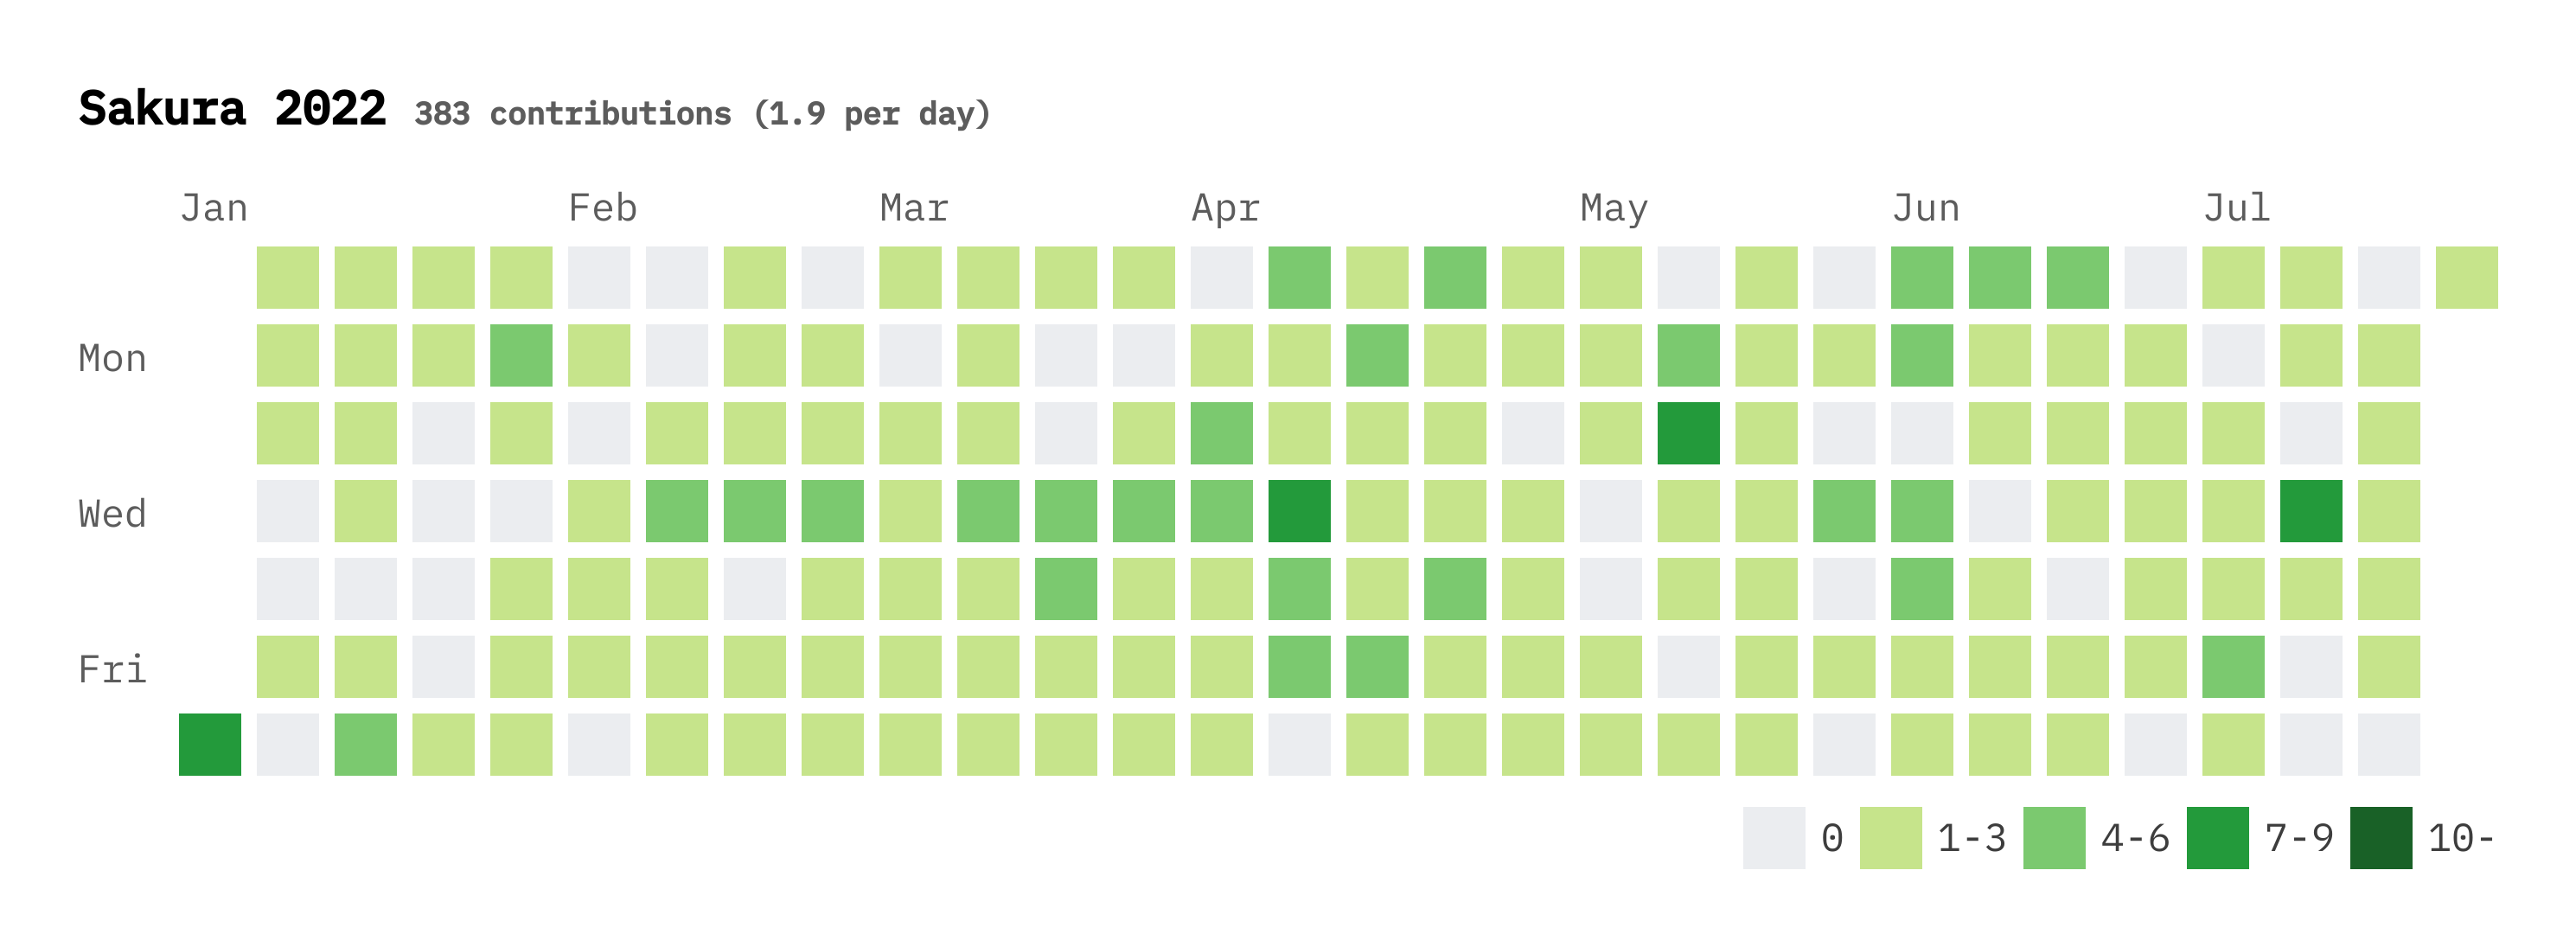 Sakura 2022 383 contributions (1.9 per day)
Jan Feb Mar Apr May Jun Jul
Mon
Wed
Fri
0 1-3 4-6 7-9 10-